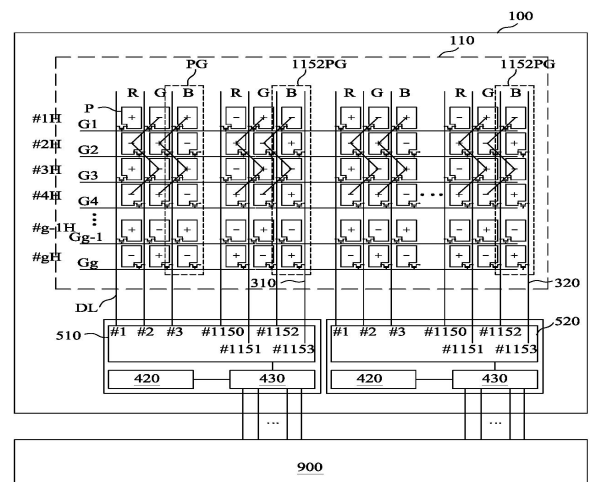 100
110
PG 1152PG 1152PG
R G B R G B R G B R G B
P
#1H + - + - + - + - + - + -
G1
#2H - + - + - + - + - + - +
G2
#3H + - + - + - + - + - + -
G3
#4H - + - + - + - + - ... - + - +
G4
...
#g-1H + - + - + - + - + - + -
Gg-1
#gH - + - + - + - + - + - +
Gg
310 320
DL
510 #1 #2 #3 #1150 #1152 #1 #2 #3 #1150 #1152 520
#1151 #1153 #1151 #1153
420 430 420 430
... ...
900